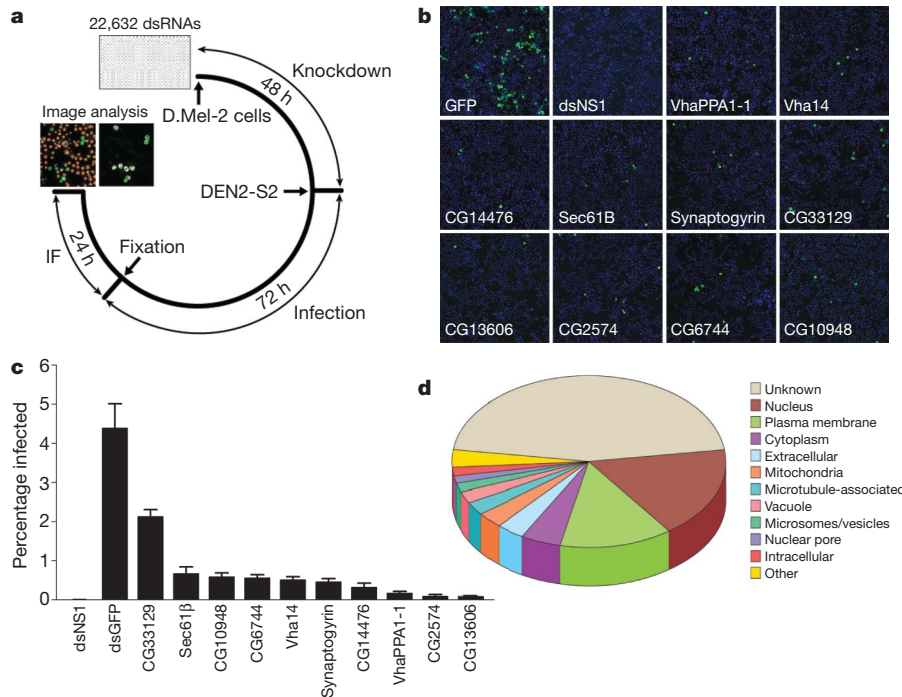 a
22,632 dsRNAs
Knockdown
48 h
Image analysis
D.Mel-2 cells
DEN2-S2
Fixation
IF
24 h
72 h
Infection
b
GFP
dsNS1
VhaPPA1-1
Vha14
CG14476
Sec61B
Synaptogyrin
CG33129
CG13606
CG2574
CG6744
CG10948
c
Percentage infected
6
5
4
3
2
1
0
dsNS1
dsGFP
CG33129
Sec61β
CG10948
CG6744
Vha14
Synaptogyrin
CG14476
VhaPPA1-1
CG2574
CG13606
d
Unknown
Nucleus
Plasma membrane
Cytoplasm
Extracellular
Mitochondria
Microtubule-associated
Vacuole
Microsomes/vesicles
Nuclear pore
Intracellular
Other